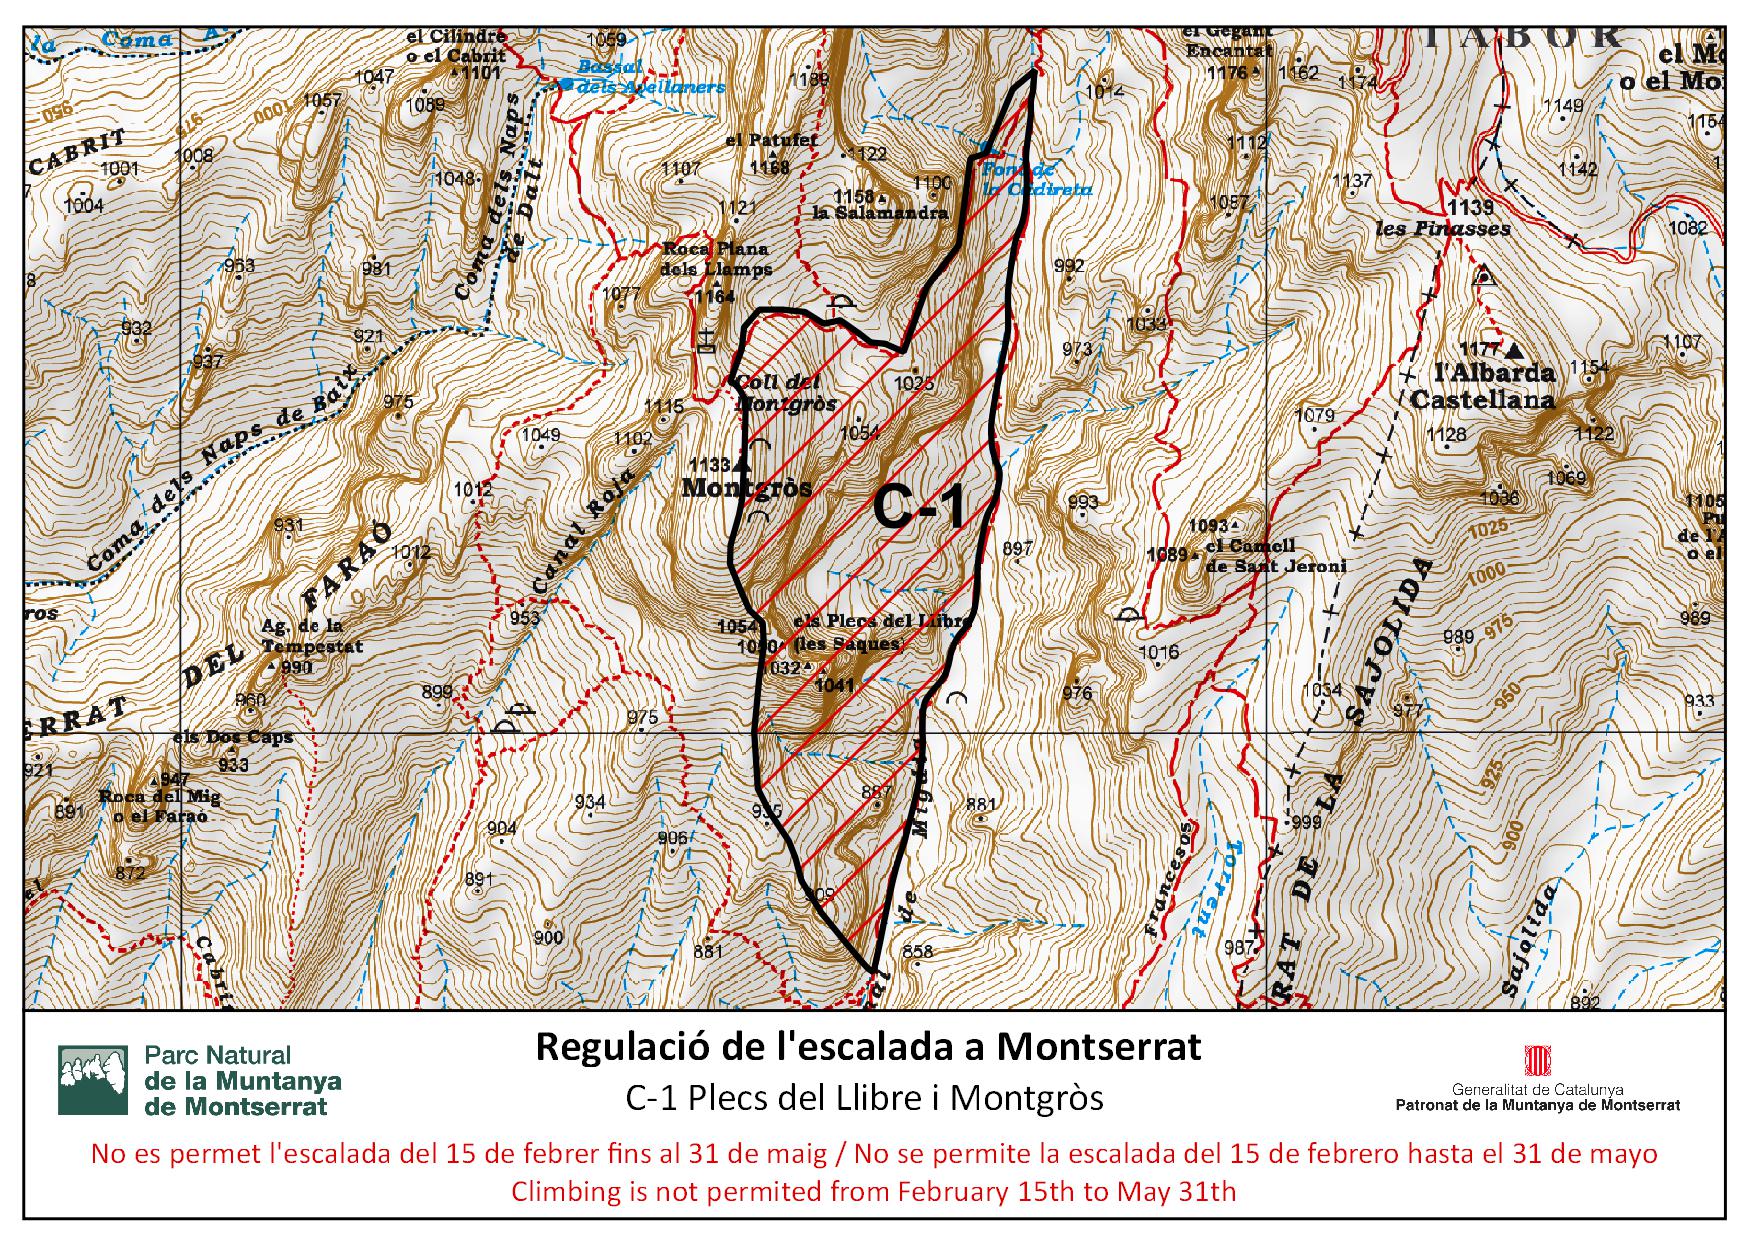 la Coma A.
el Cilindre
o el Cabrit
1101
1059
el Gegant
Encantat
1176
1162
1174
TABOR
el Mo
o el Mo
Bassal
dels Avellaners
1047
1057
1059
1189
1014
1149
1154
950
975
1000
CABRIT
1001
1008
1004
1048
Coma dels Naps
de Dalt
el Patufet
1168
1107
1122
1158
la Salamandra
1100
1121
Font de
la Cadireta
1112
1057
1137
1142
1139
les Pinasses
1082
Roca Plana
dels Llamps
1164
953
981
1077
992
932
937
921
1033
973
1177
l'Albarda
Castellana
1154
1107
Coll del
Montgròs
1025
975
Coma dels Naps de Baix
1049
1115
1102
1054
1079
1128
1122
1133
Montgròs
C-1
1012
Canal Roja
993
1069
1036
1105
1025
931
1012
897
1093
1089
el Camell
de Sant Jeroni
1000
ros
FARAÓ
Ag. de la
Tempestat
990
953
1054
els Plecs del Llibre
(les Saques)
1041
989
975
989
1016
DEL
960
899
975
976
1034
977
950
933
SERRAT
els Dos Caps
933
921
947
Roca del Mig
o el Faraó
891
934
904
906
935
887
881
925
999
900
872
891
Canal de Migdia
Francesos
Torrent
SERRAT DE LA SAJOLIDA
Sajolida
900
881
858
987
892
Regulació de l'escalada a Montserrat
C-1 Plecs del Llibre i Montgròs
Parc Natural
de la Muntanya
de Montserrat
Generalitat de Catalunya
Patronat de la Muntanya de Montserrat
No es permet l'escalada del 15 de febrer fins al 31 de maig / No se permite la escalada del 15 de febrero hasta el 31 de mayo
Climbing is not permited from February 15th to May 31th